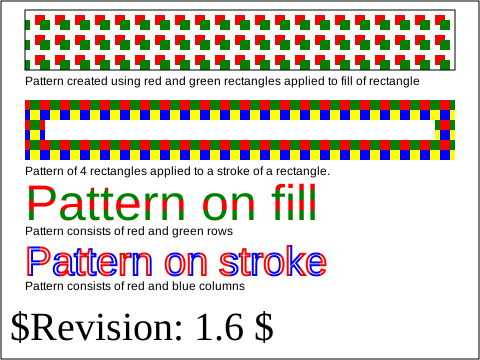 Pattern created using red and green rectangles applied to fill of rectangle
Pattern of 4 rectangles applied to a stroke of a rectangle.
Pattern on fill
Pattern consists of red and green rows
Pattern on stroke
Pattern consists of red and blue columns
$Revision: 1.6 $